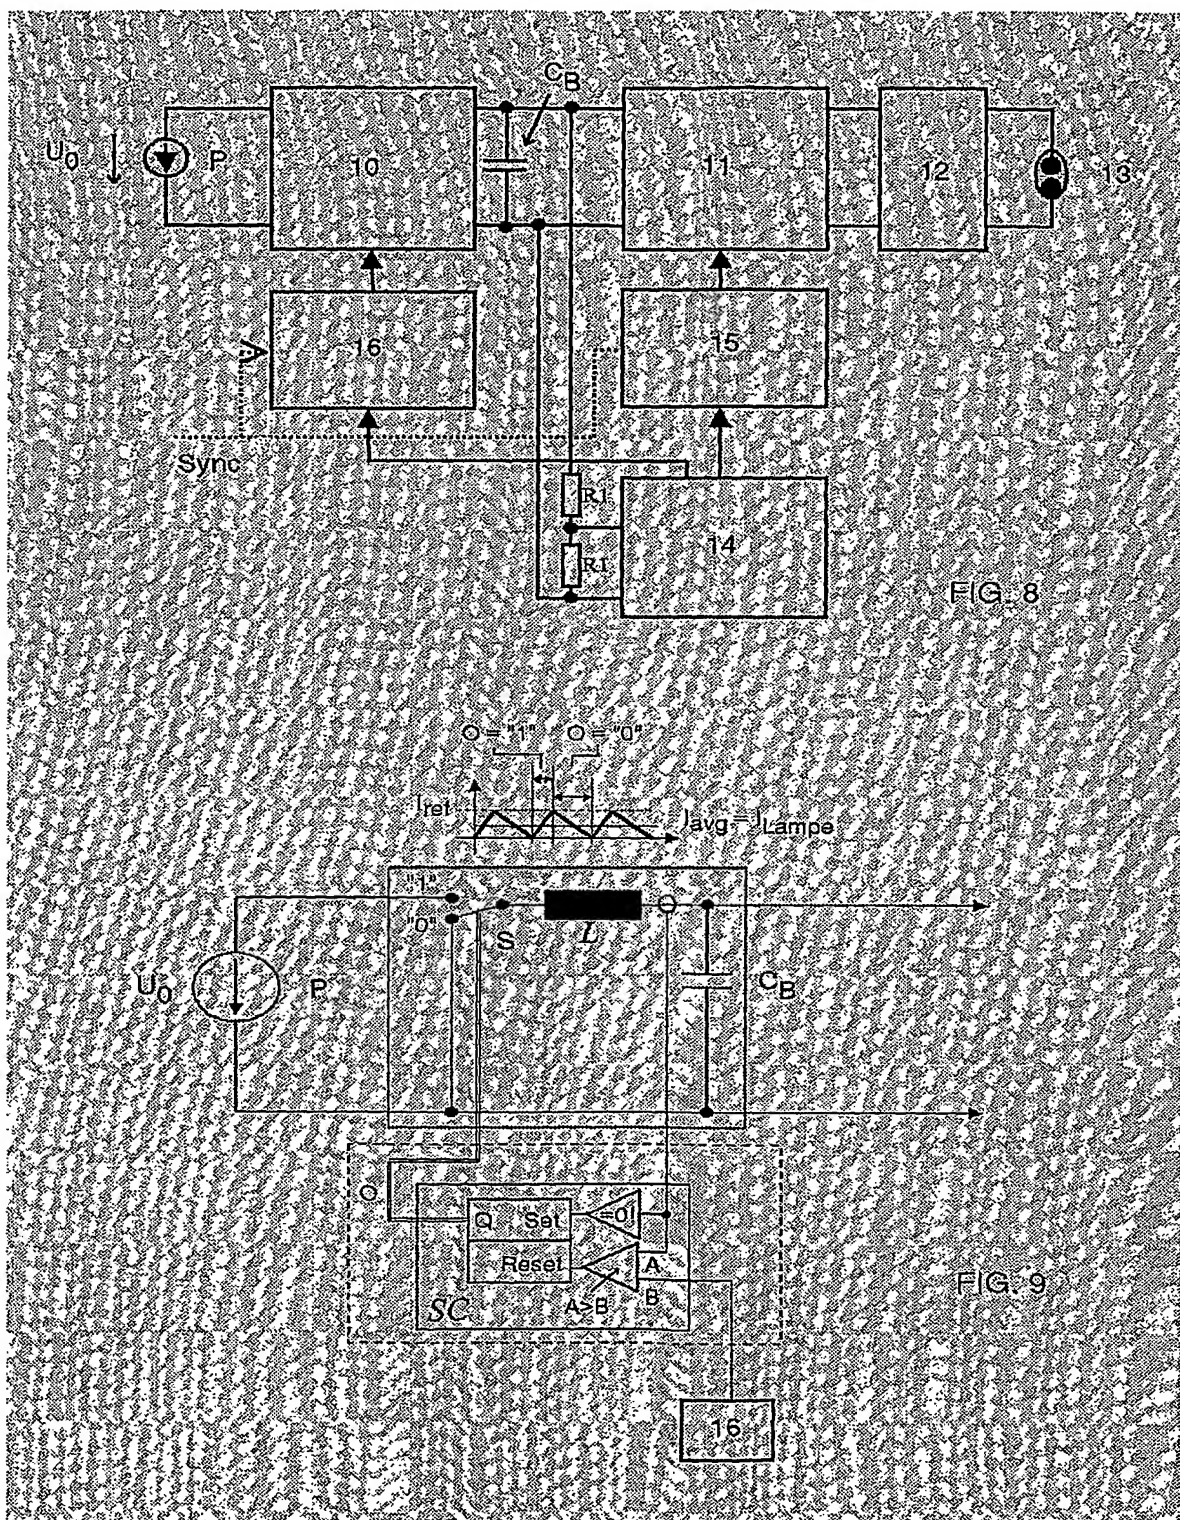 C_B
U_0 P 10 11 12 13
16 15
Sync
R1
R1
14
FIG. 8
O = "1" O = "0"
I_ref
I_avg = I_Lampe
"1"
"0"
S
L
U_0 P
C_B
O
Q Set =0!
Reset A
A>B B
SC
FIG. 9
16